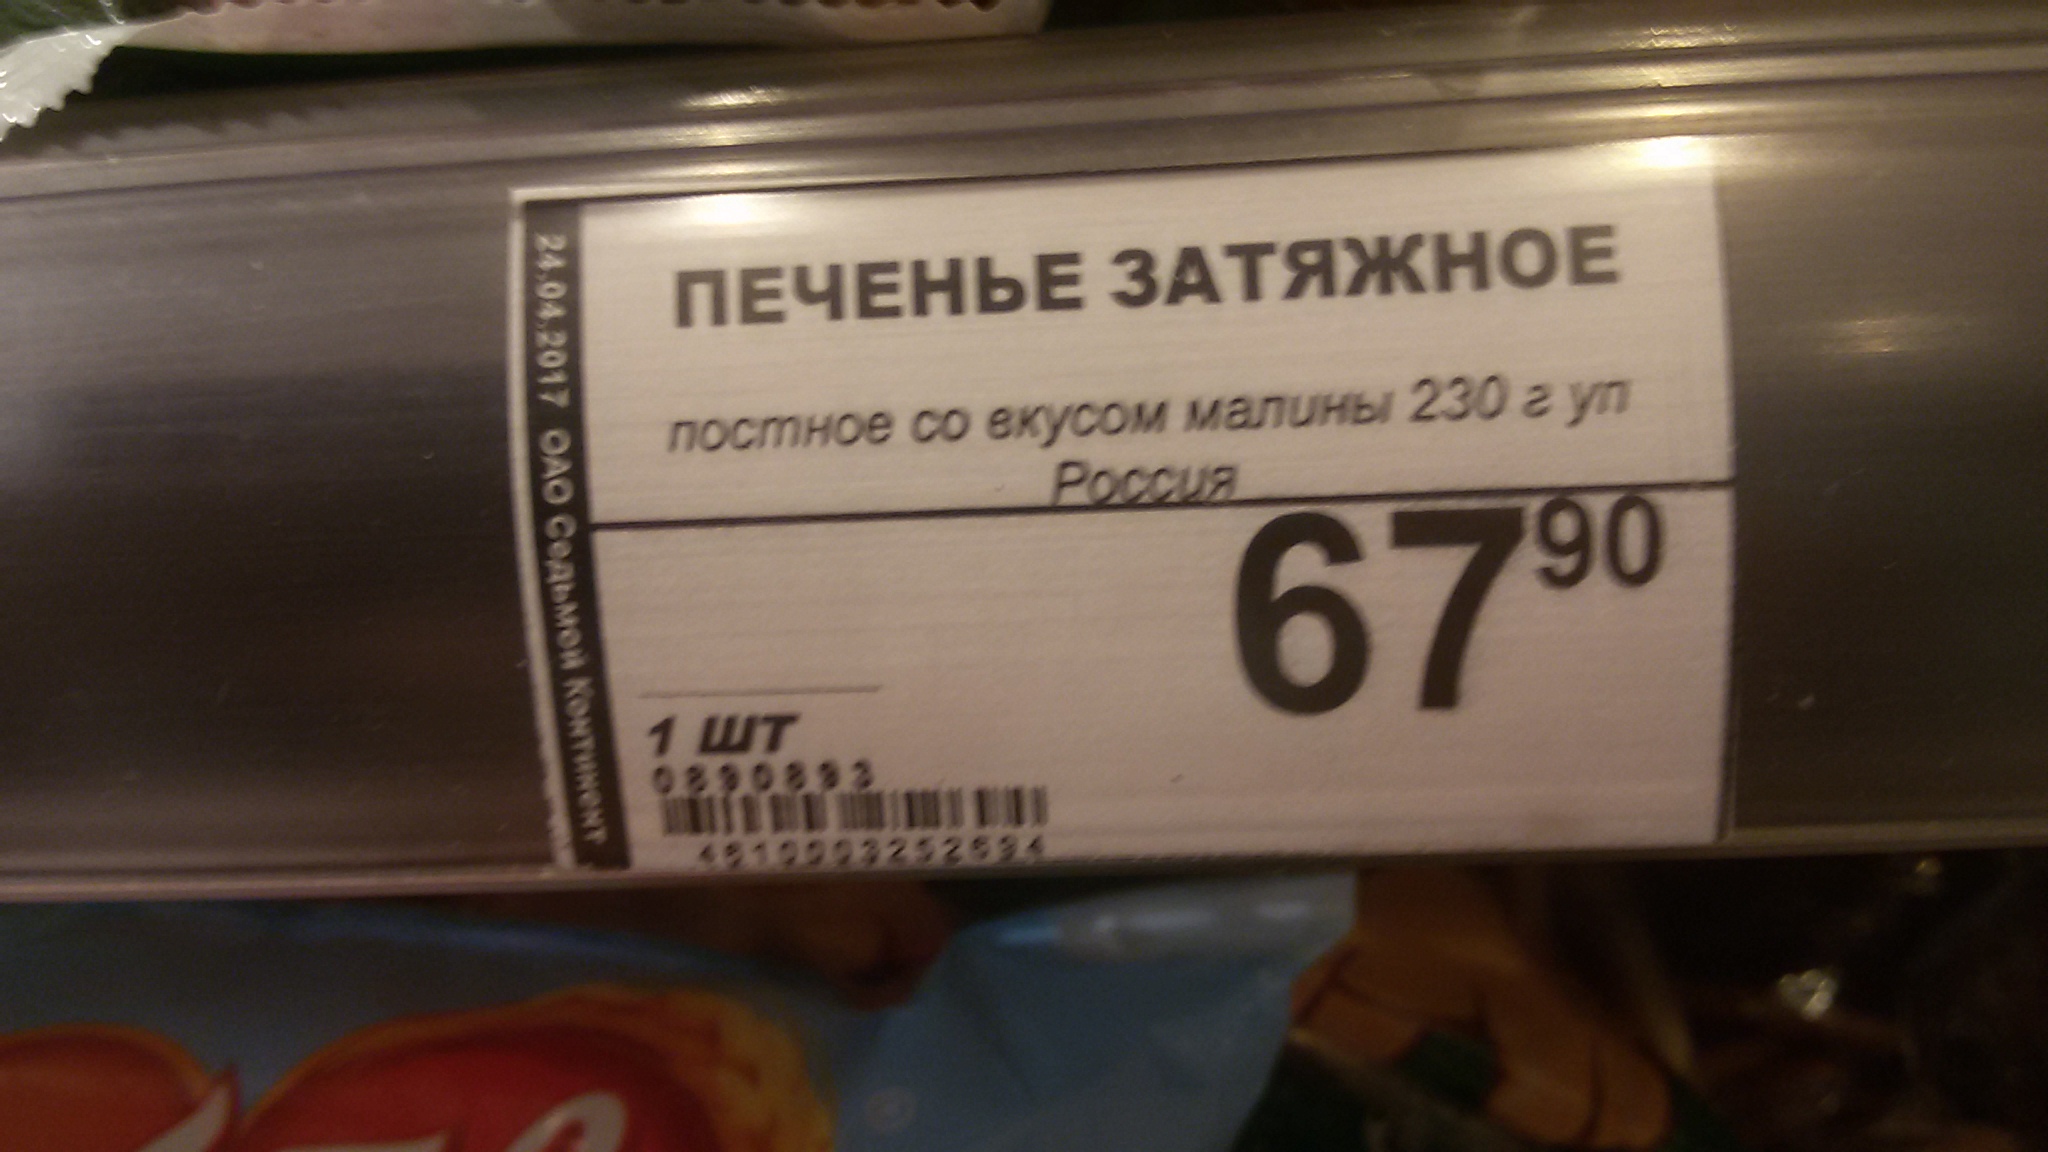 24.04.2017 ОАО Седьмой Континент
ПЕЧЕНЬЕ ЗАТЯЖНОЕ
постное со вкусом малины 230 г уп
Россия
67 90
1 ШТ
0890893